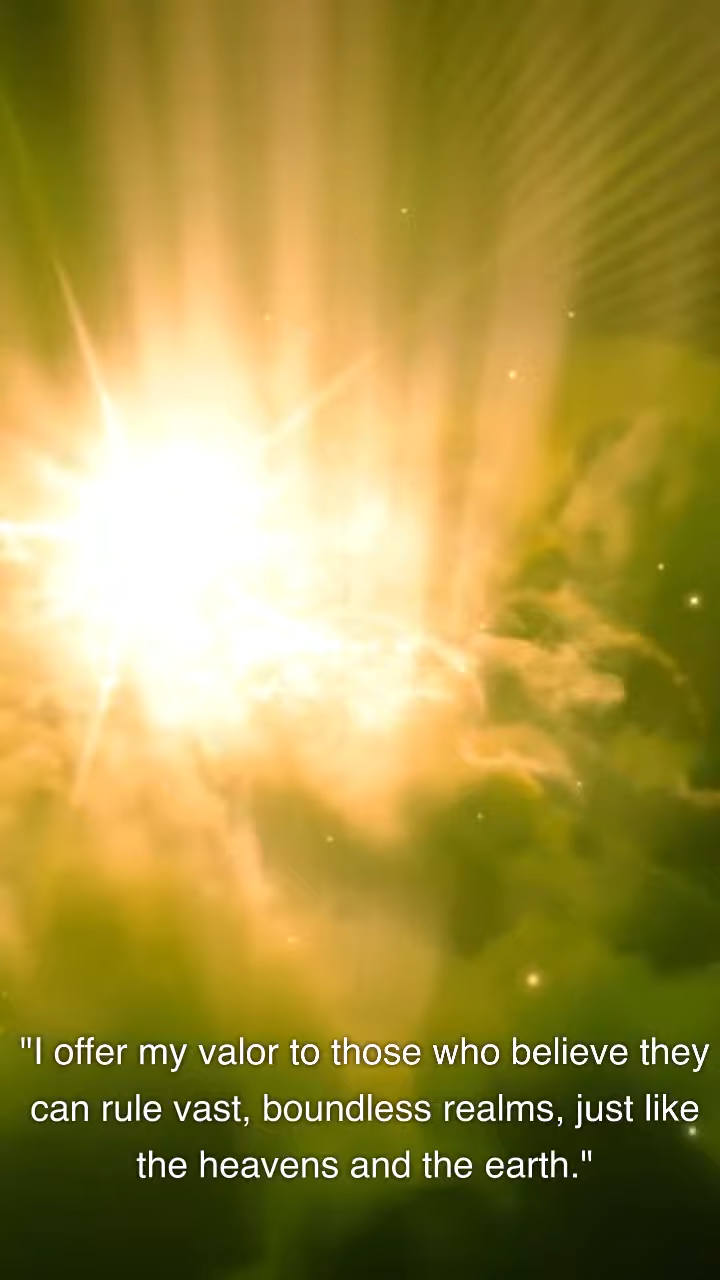 "I offer my valor to those who believe they
can rule vast, boundless realms, just like
the heavens and the earth."